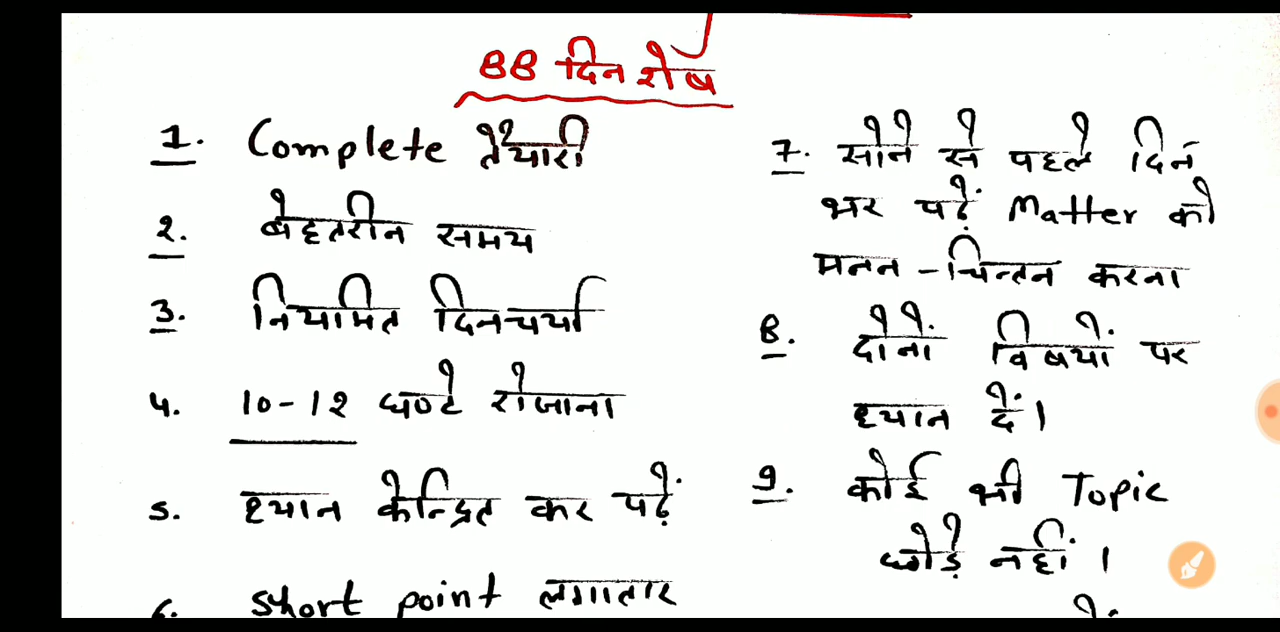 88 दिन शेष
1. Complete तैयारी
2. बेहतरीन समय
3. नियमित दिनचर्या
4. 10-12 घण्टे रोजाना
5. ध्यान केन्द्रित कर पढ़ें
6. Short point लगातार
7. सोने से पहले दिन
भर पढ़ें Matter को
मनन-चिन्तन करना
8. दोनों विषयों पर
ध्यान दें।
9. कोई भी Topic
छोड़े नहीं।